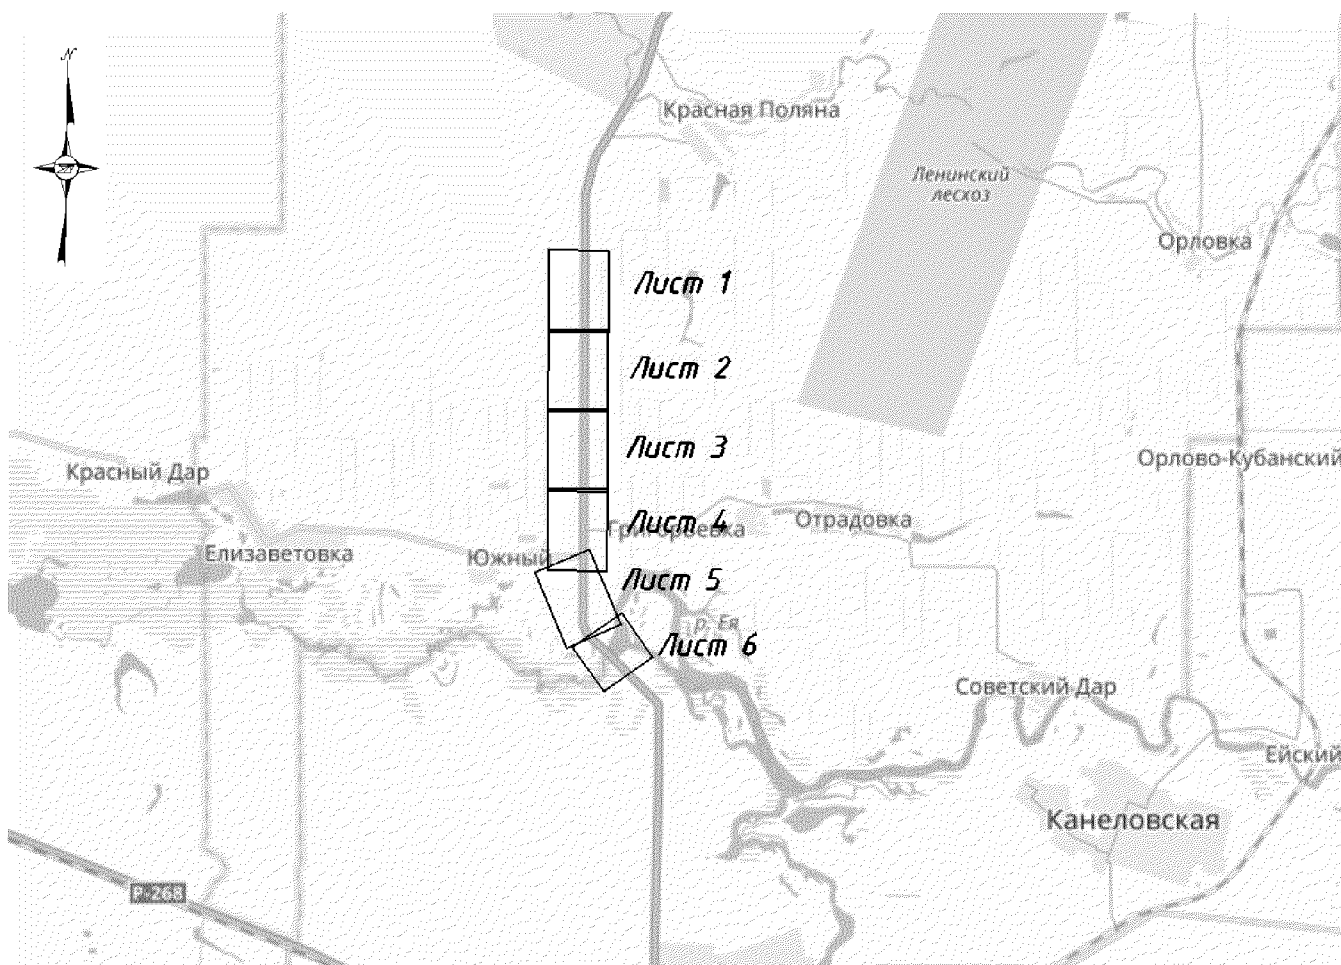 N
Красная Поляна
Ленинский
лесхоз
Орловка
Лист 1
Лист 2
Лист 3
Орлово-Кубанский
Красный Дар
Лист 4
Григорьевка
Отрадовка
Елизаветовка
Южный
Лист 5
р. Ея
Лист 6
Советский Дар
Ейский
Канеловская
Р-268